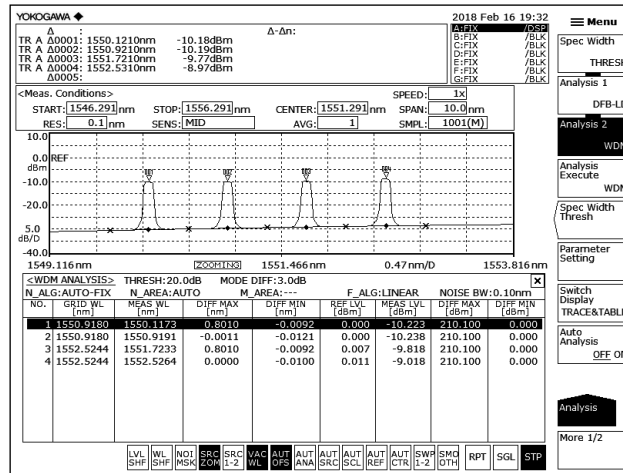 YOKOGAWA ◆ 2018 Feb 16 19:32
Δ : Δ-Δn:
TR A Δ0001: 1550.1210nm -10.18dBm
TR A Δ0002: 1550.9210nm -10.19dBm
TR A Δ0003: 1551.7210nm -9.77dBm
TR A Δ0004: 1552.5310nm -8.97dBm
Δ0005:
A:FIX /DSP
B:FIX /BLK
C:FIX /BLK
D:FIX /BLK
E:FIX /BLK
F:FIX /BLK
G:FIX /BLK
<Meas. Conditions> SPEED: 1x
START: 1546.291 nm STOP: 1556.291 nm CENTER: 1551.291 nm SPAN: 10.0 nm
RES: 0.1 nm SENS: MID AVG: 1 SMPL: 1001(M)
10.0
0.0 REF
dBm
-10.0
-20.0
5.0
dB/D
-40.0
1549.116nm ZOOMING 1551.466nm 0.47nm/D 1553.816nm
<WDM ANALYSIS> THRESH:20.0dB MODE DIFF:3.0dB ×
N_ALG:AUTO-FIX N_AREA:AUTO M_AREA:--- F_ALG:LINEAR NOISE BW:0.10nm
NO. GRID WL MEAS WL DIFF MAX DIFF MIN REF LVL MEAS LVL DIFF MAX DIFF MIN
[nm] [nm] [nm] [nm] [dBm] [dBm] [dBm] [dBm]
1 1550.9180 1550.1173 0.8010 -0.0092 0.000 -10.223 210.100 0.000
2 1550.9180 1550.9191 -0.0011 -0.0121 0.000 -10.238 210.100 0.000
3 1552.5244 1551.7233 0.8010 -0.0092 0.007 -9.818 210.100 0.000
4 1552.5244 1552.5264 0.0000 -0.0100 0.011 -9.018 210.100 0.000
LVL SHF
WL SHF
NOI MSK
SRC ZOM
SRC 1-2
VAC WL
AUT OFS
AUT ANA
AUT SRC
AUT SCL
AUT REF
AUT CTR
SWP 1-2
SMO OTH
RPT
SGL
STP
Menu
Spec Width
THRESH
Analysis 1
DFB-LD
Analysis 2
WDM
Analysis
Execute
WDM
Spec Width
Thresh
Parameter
Setting
Switch
Display
TRACE&TABLE
Auto
Analysis
OFF ON
Analysis
More 1/2